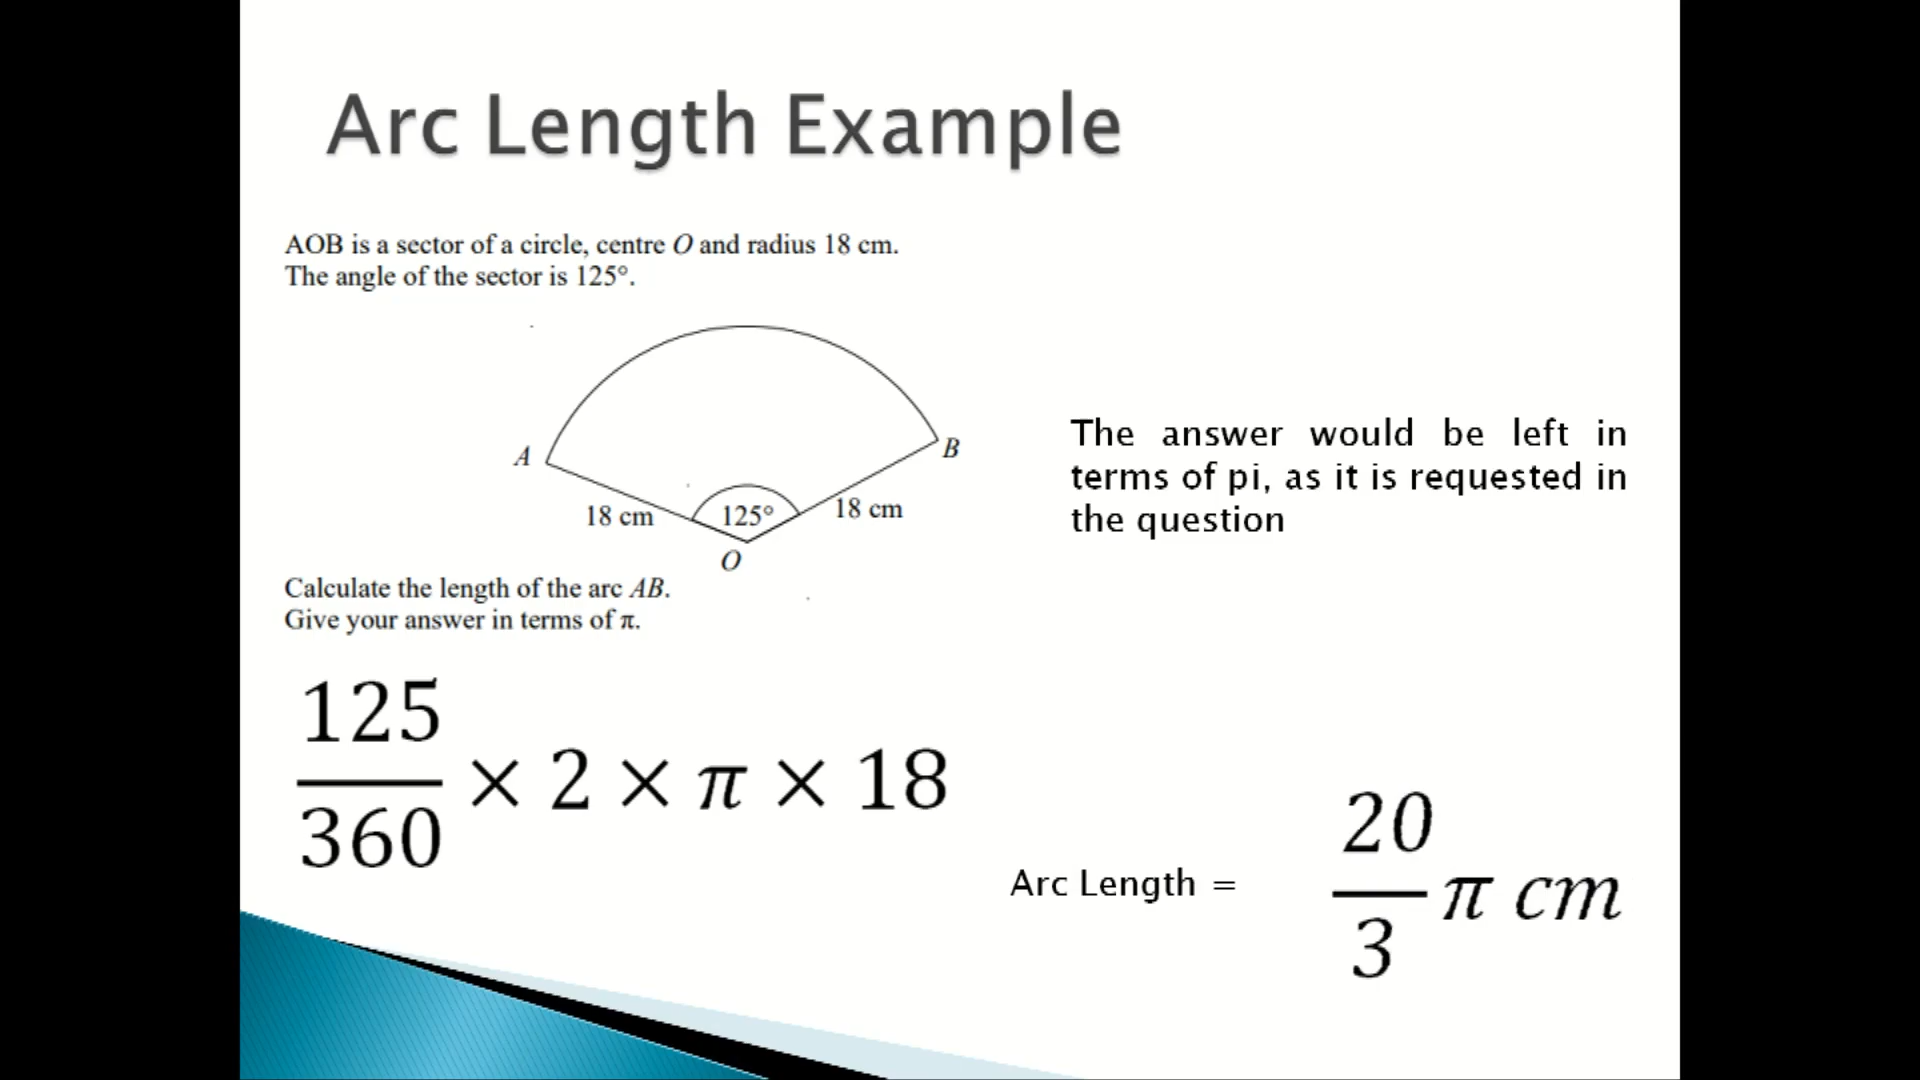 Arc Length Example
AOB is a sector of a circle, centre O and radius 18 cm.
The angle of the sector is 125°.
A
B
18 cm
125°
18 cm
O
The answer would be left in
terms of pi, as it is requested in
the question
Calculate the length of the arc AB.
Give your answer in terms of π.
125/360 × 2 × π × 18
Arc Length = 20/3 π cm